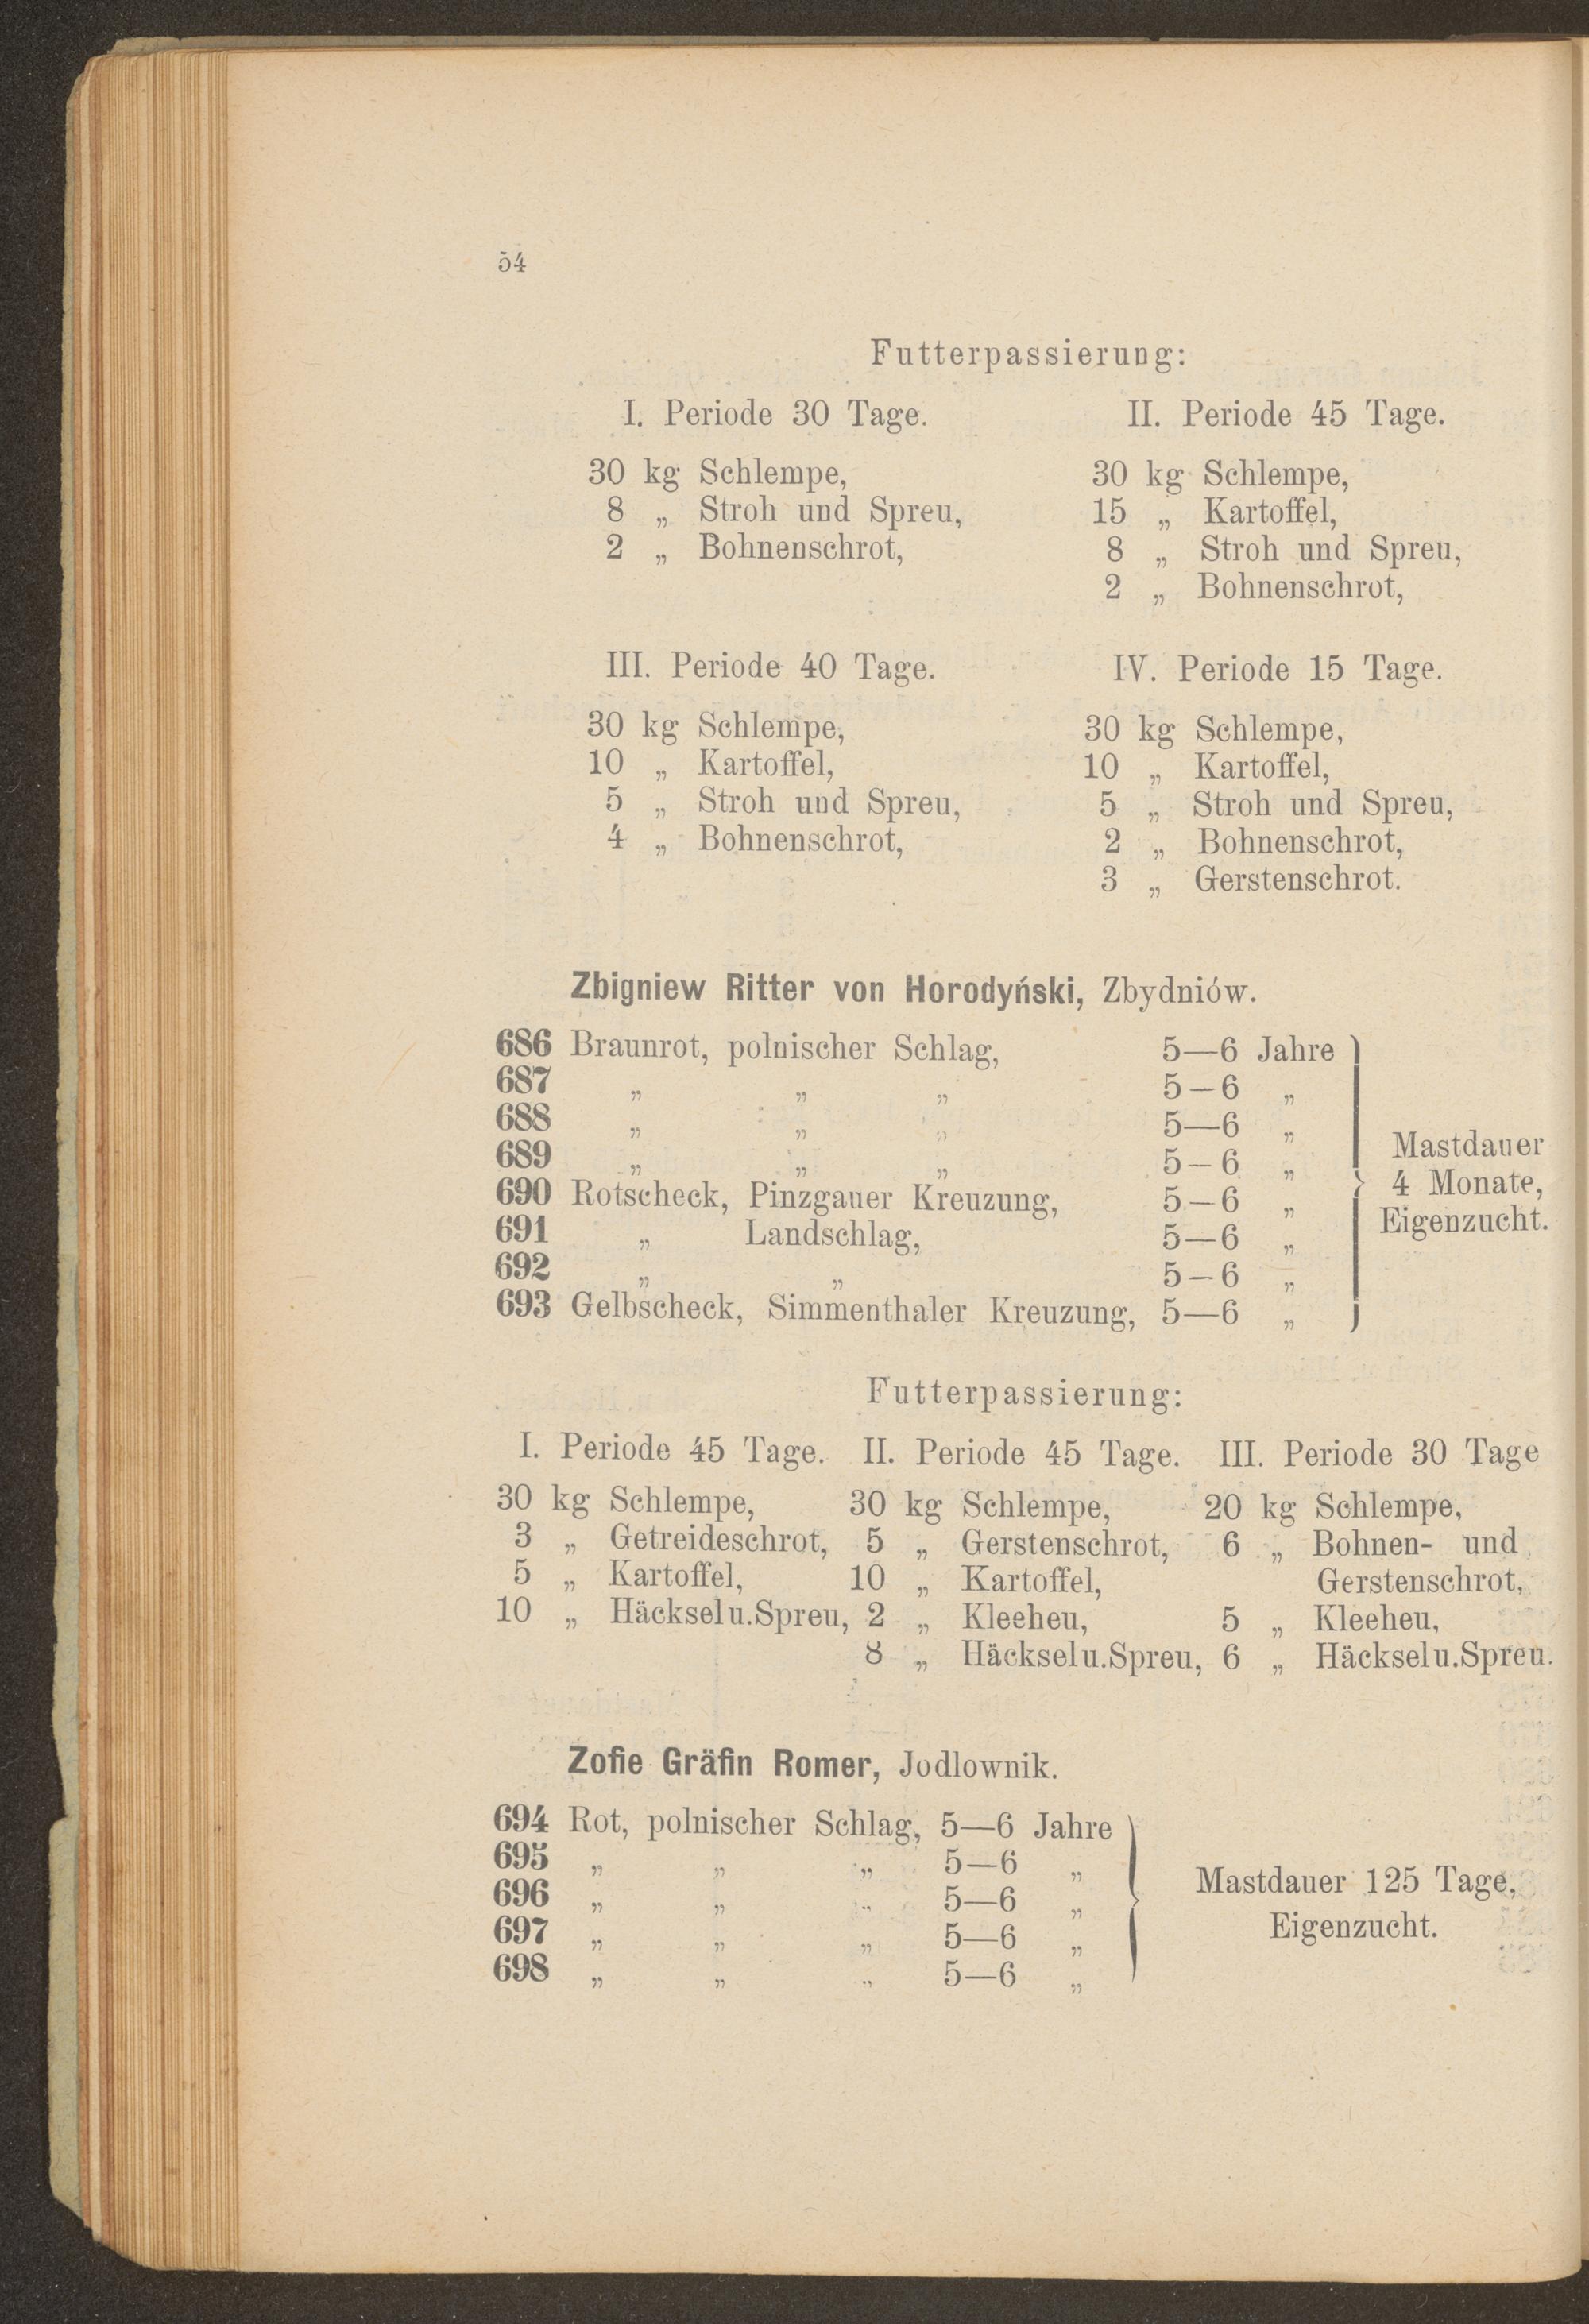 54
Futterpassierung:
I. Periode 30 Tage. II. Periode 45 Tage.
30 kg Schlempe, 30 kg Schlempe,
8 „ Stroh und Spreu, 15 „ Kartoffel,
2 „ Bohnenschrot, 8 „ Stroh und Spreu,
2 „ Bohnenschrot,
III. Periode 40 Tage. IV. Periode 15 Tage.
30 kg Schlempe, 30 kg Schlempe,
10 „ Kartoffel, 10 „ Kartoffel,
5 „ Stroh und Spreu, 5 „ Stroh und Spreu,
4 „ Bohnenschrot, 2 „ Bohnenschrot,
3 „ Gerstenschrot.
Zbigniew Ritter von Horodyński, Zbydniów.
686 Braunrot, polnischer Schlag, 5—6 Jahre
687 „ „ „ 5—6 „
688 „ „ „ 5—6 „
689 „ „ „ 5—6 „
690 Rotscheck, Pinzgauer Kreuzung, 5—6 „
691 „ Landschlag, 5—6 „
692 „ „ 5—6 „
693 Gelbscheck, Simmenthaler Kreuzung, 5—6 „
Mastdauer
4 Monate,
Eigenzucht.
Futterpassierung:
I. Periode 45 Tage. II. Periode 45 Tage. III. Periode 30 Tage
30 kg Schlempe, 30 kg Schlempe, 20 kg Schlempe,
3 „ Getreideschrot, 5 „ Gerstenschrot, 6 „ Bohnen- und
5 „ Kartoffel, 10 „ Kartoffel, Gerstenschrot,
10 „ Häcksel u. Spreu, 2 „ Kleeheu, 5 „ Kleeheu,
8 „ Häcksel u. Spreu, 6 „ Häcksel u. Spreu.
Zofie Gräfin Romer, Jodlownik.
694 Rot, polnischer Schlag, 5—6 Jahre
695 „ „ „ 5—6 „
696 „ „ „ 5—6 „
697 „ „ „ 5—6 „
698 „ „ „ 5—6 „
Mastdauer 125 Tage,
Eigenzucht.